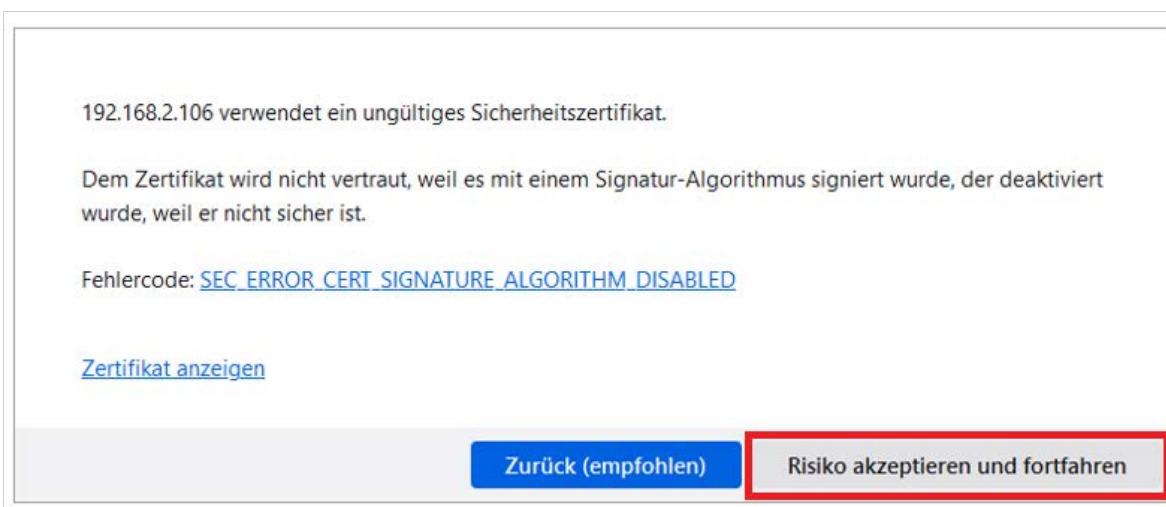 192.168.2.106 verwendet ein ungültiges Sicherheitszertifikat.
Dem Zertifikat wird nicht vertraut, weil es mit einem Signatur-Algorithmus signiert wurde, der deaktiviert
wurde, weil er nicht sicher ist.
Fehlercode: SEC_ERROR_CERT_SIGNATURE_ALGORITHM_DISABLED
Zertifikat anzeigen
Zurück (empfohlen) Risiko akzeptieren und fortfahren